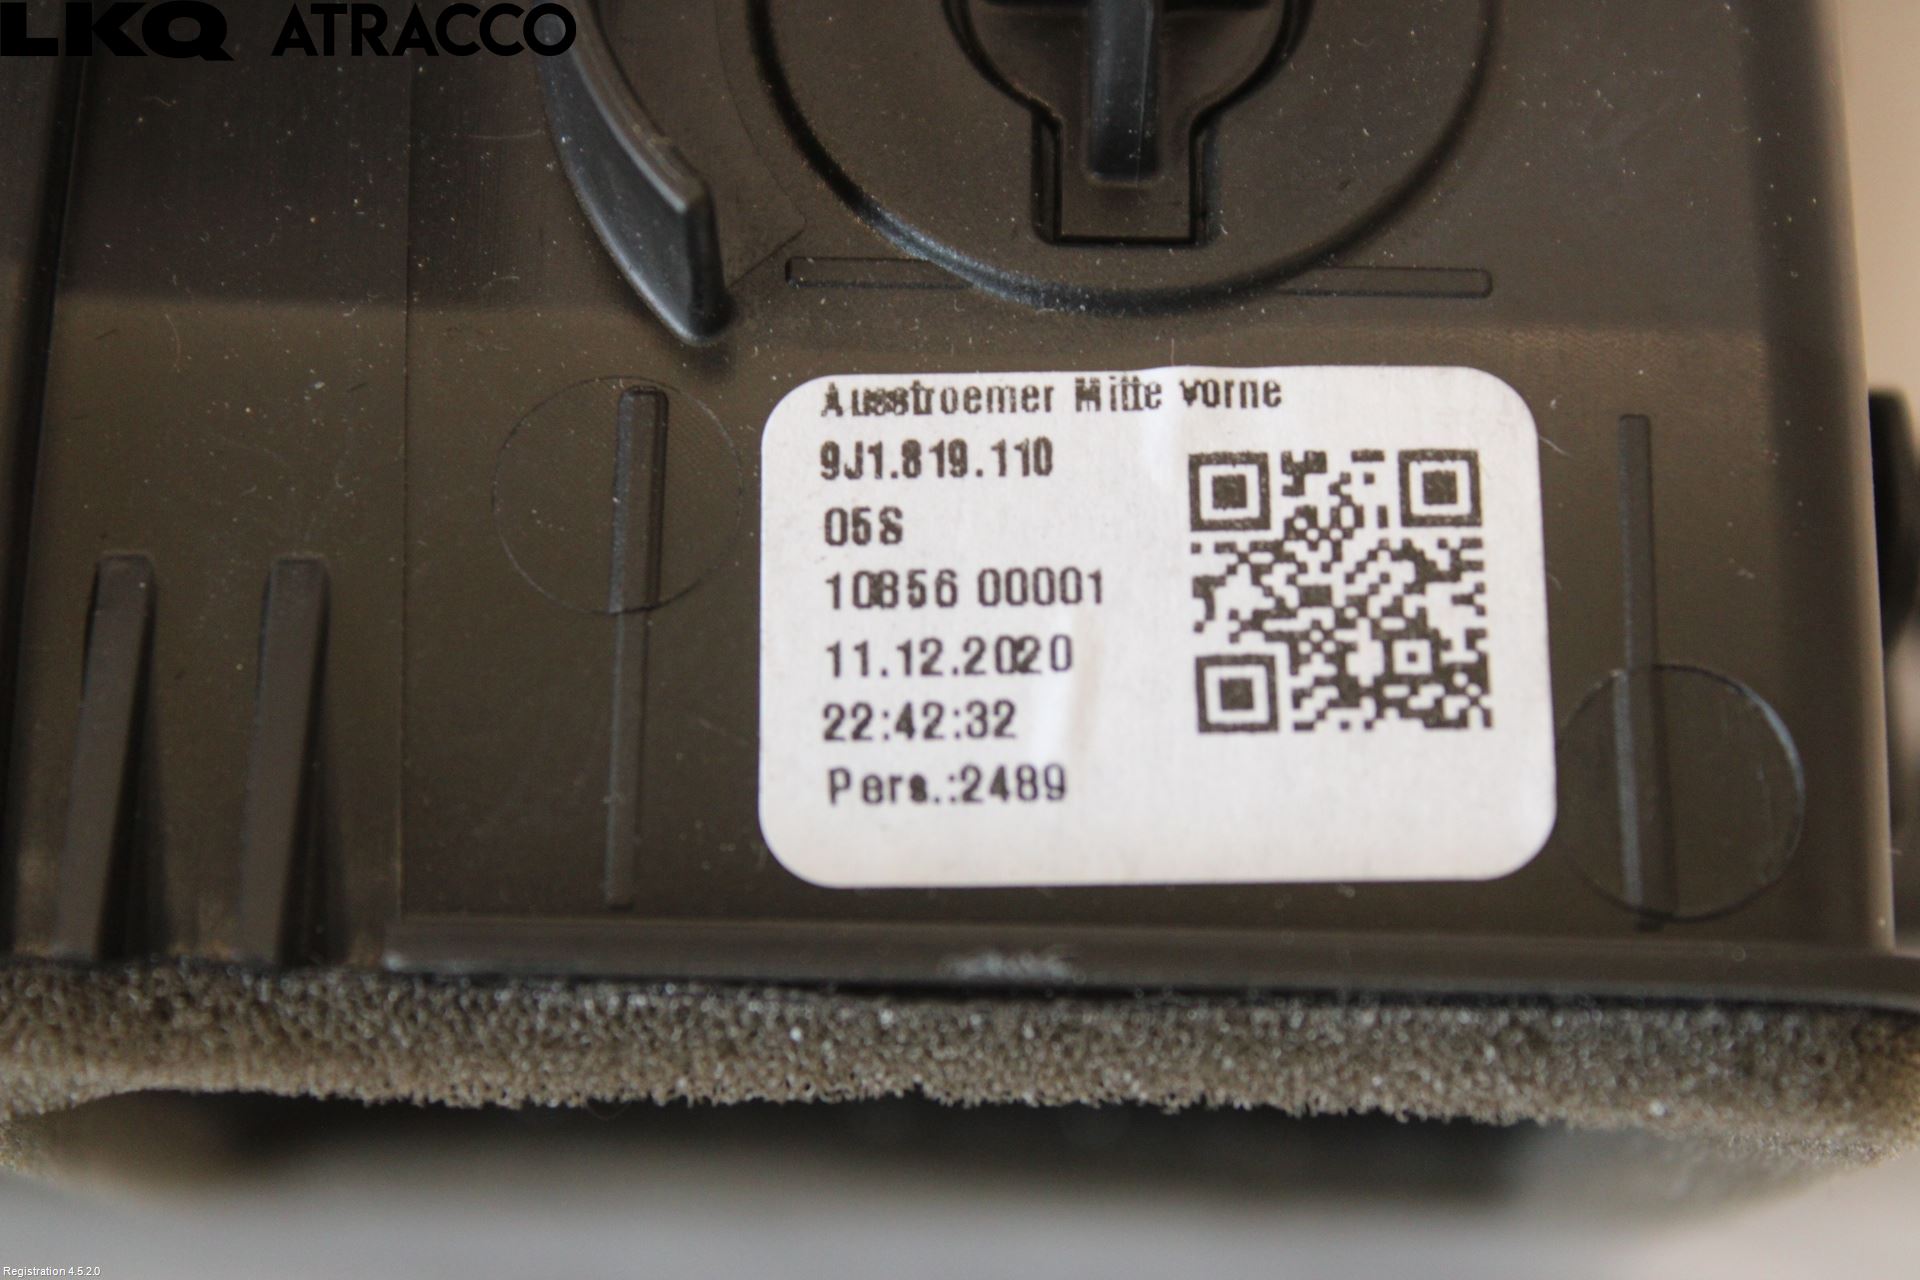 LKQ ATRACCO
Ausstroemer Mitte vorne
9J1.819.110
05S
10856 00001
11.12.2020
22:42:32
Pers.:2489
Registration 4.5.2.0